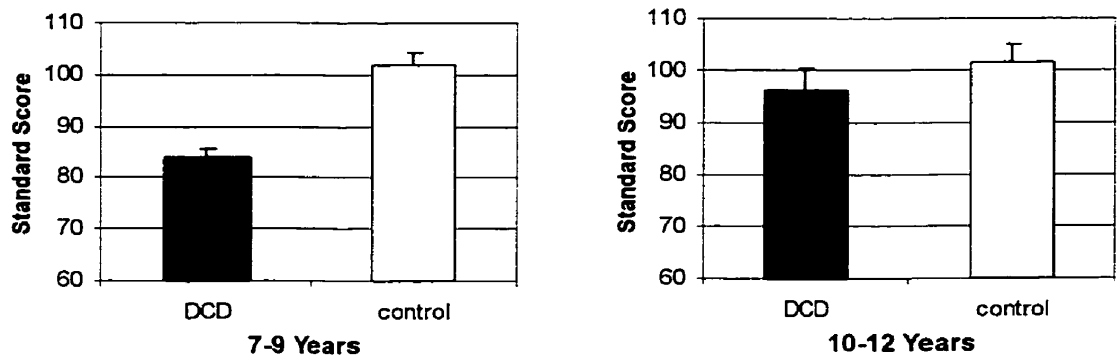 Standard Score
110
100
90
80
70
60
DCD
control
7-9 Years
Standard Score
110
100
90
80
70
60
DCD
control
10-12 Years